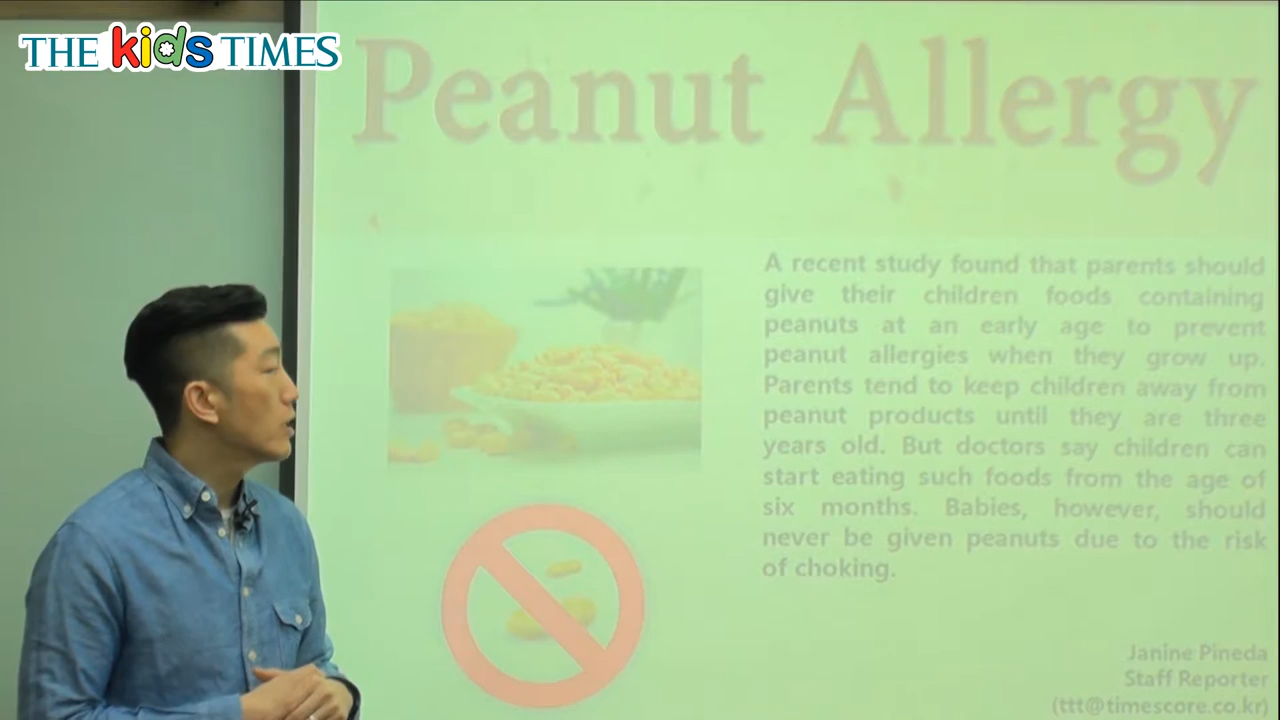 THE kids TIMES
Peanut Allergy
A recent study found that parents should
give their children foods containing
peanuts at an early age to prevent
peanut allergies when they grow up.
Parents tend to keep children away from
peanut products until they are three
years old. But doctors say children can
start eating such foods from the age of
six months. Babies, however, should
never be given peanuts due to the risk
of choking.
Janine Pineda
Staff Reporter
(ttt@timescore.co.kr)